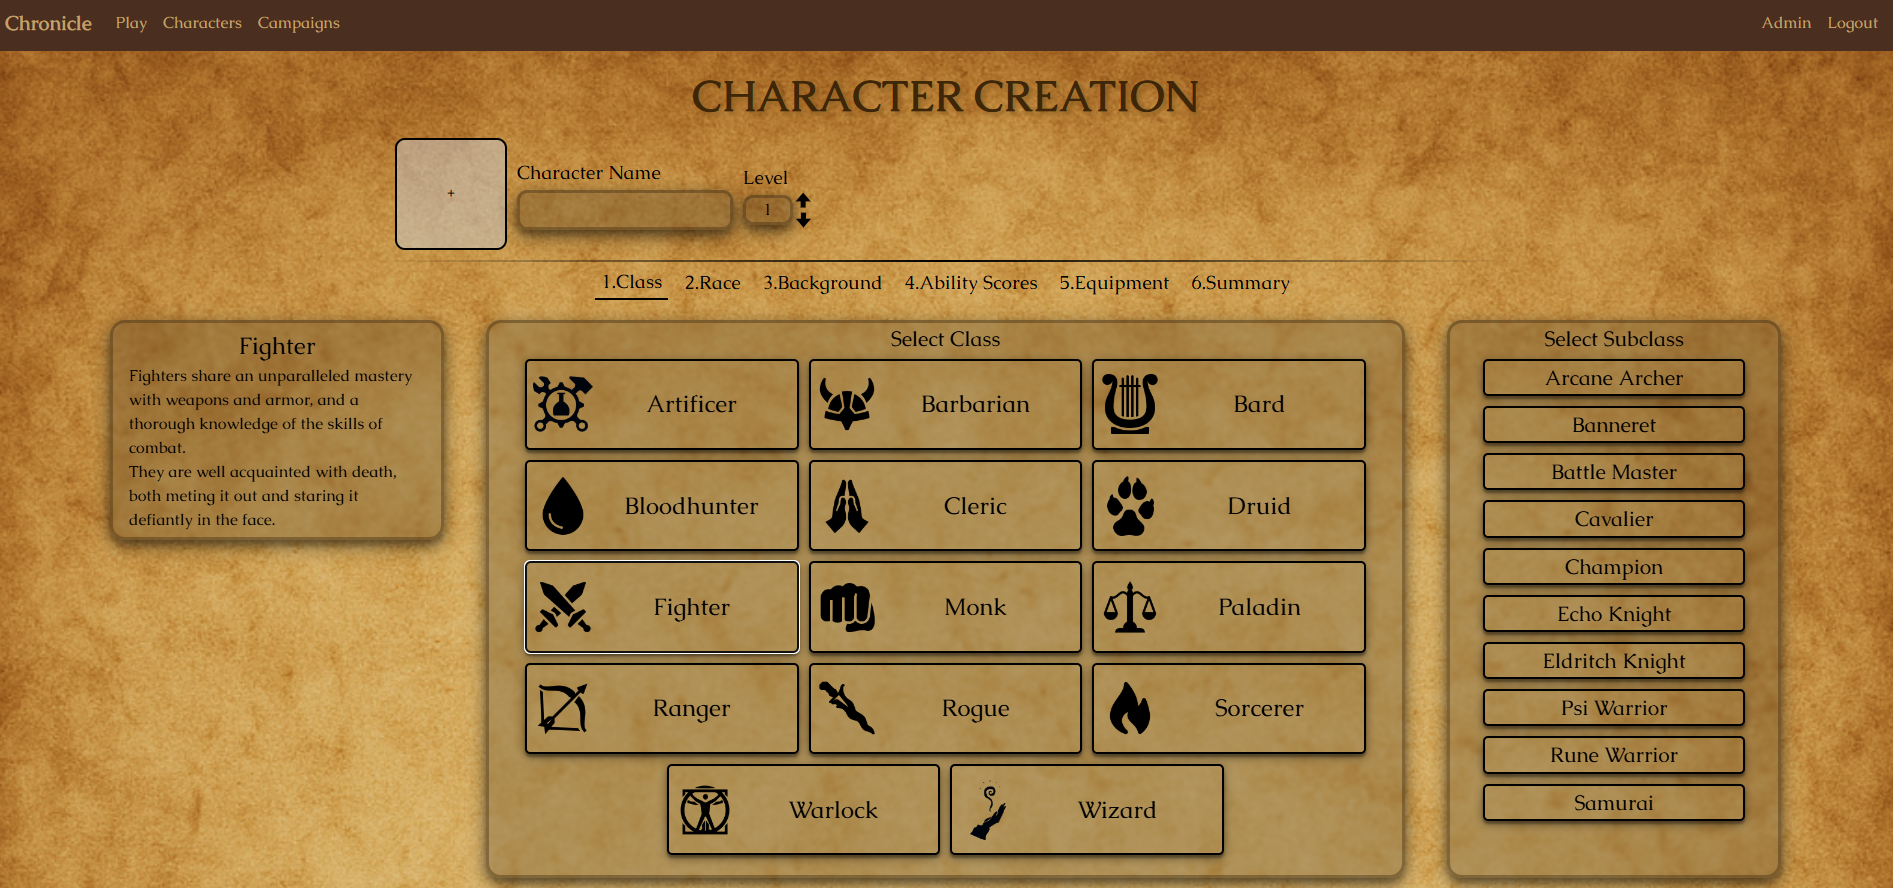 Chronicle Play Characters Campaigns Admin Logout
CHARACTER CREATION
Character Name
Level
1
1.Class 2.Race 3.Background 4.Ability Scores 5.Equipment 6.Summary
Fighter
Fighters share an unparalleled mastery
with weapons and armor, and a
thorough knowledge of the skills of
combat.
They are well acquainted with death,
both meting it out and staring it
defiantly in the face.
Select Class
Artificer
Barbarian
Bard
Bloodhunter
Cleric
Druid
Fighter
Monk
Paladin
Ranger
Rogue
Sorcerer
Warlock
Wizard
Select Subclass
Arcane Archer
Banneret
Battle Master
Cavalier
Champion
Echo Knight
Eldritch Knight
Psi Warrior
Rune Warrior
Samurai